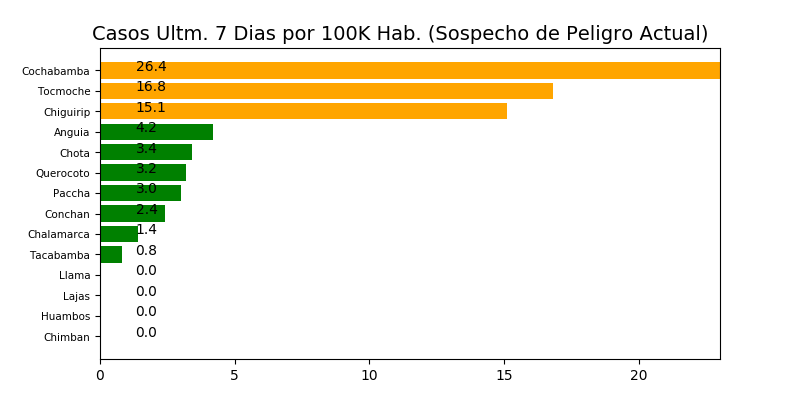 Casos Ultm. 7 Dias por 100K Hab. (Sospecho de Peligro Actual)
Cochabamba 26.4
Tocmoche 16.8
Chiguirip 15.1
Anguia 4.2
Chota 3.4
Querocoto 3.2
Paccha 3.0
Conchan 2.4
Chalamarca 1.4
Tacabamba 0.8
Llama 0.0
Lajas 0.0
Huambos 0.0
Chimban 0.0
0 5 10 15 20